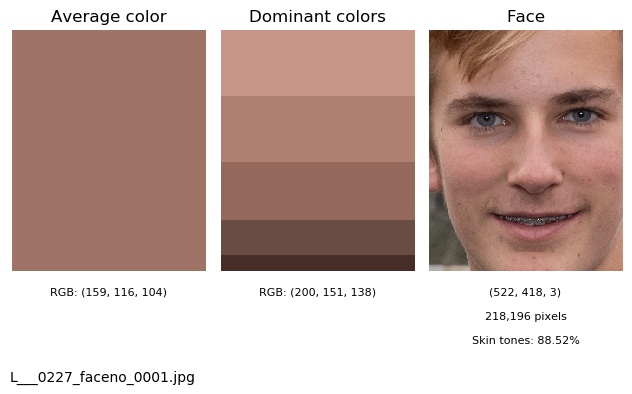 Average color
Dominant colors
Face
RGB: (159, 116, 104)
RGB: (200, 151, 138)
(522, 418, 3)
218,196 pixels
Skin tones: 88.52%
L___0227_faceno_0001.jpg